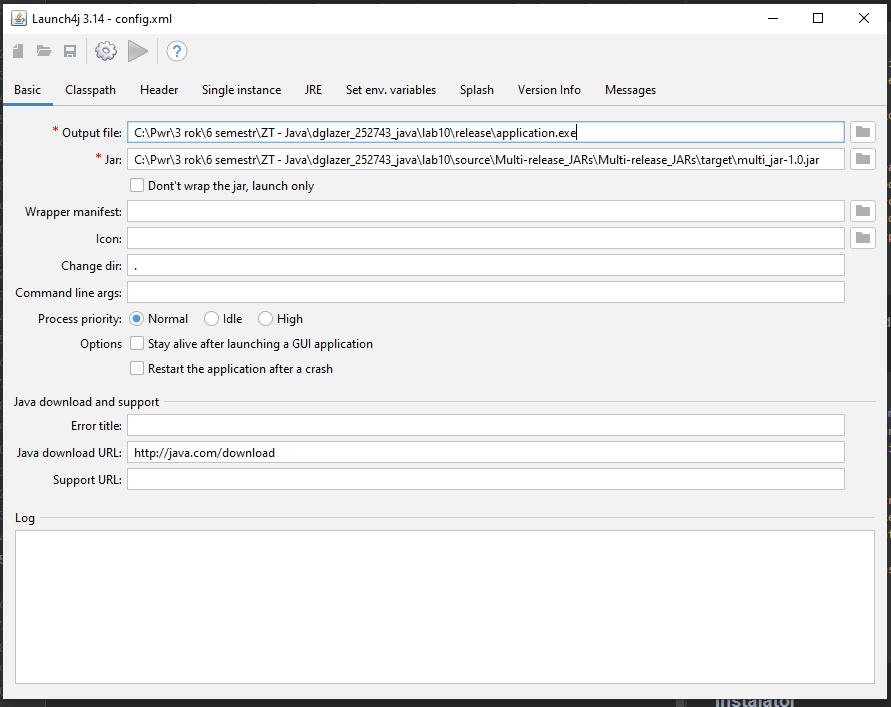 Launch4j 3.14 - config.xml
?
Basic Classpath Header Single instance JRE Set env. variables Splash Version Info Messages
* Output file: C:\Pwr\3 rok\6 semestr\ZT - Java\dglazer_252743_java\lab10\release\application.exe
* Jar: C:\Pwr\3 rok\6 semestr\ZT - Java\dglazer_252743_java\lab10\source\Multi-release_JARs\Multi-release_JARs\target\multi_jar-1.0.jar
Dont't wrap the jar, launch only
Wrapper manifest:
Icon:
Change dir: .
Command line args:
Process priority: Normal Idle High
Options Stay alive after launching a GUI application
Restart the application after a crash
Java download and support
Error title:
Java download URL: http://java.com/download
Support URL:
Log
Instalator